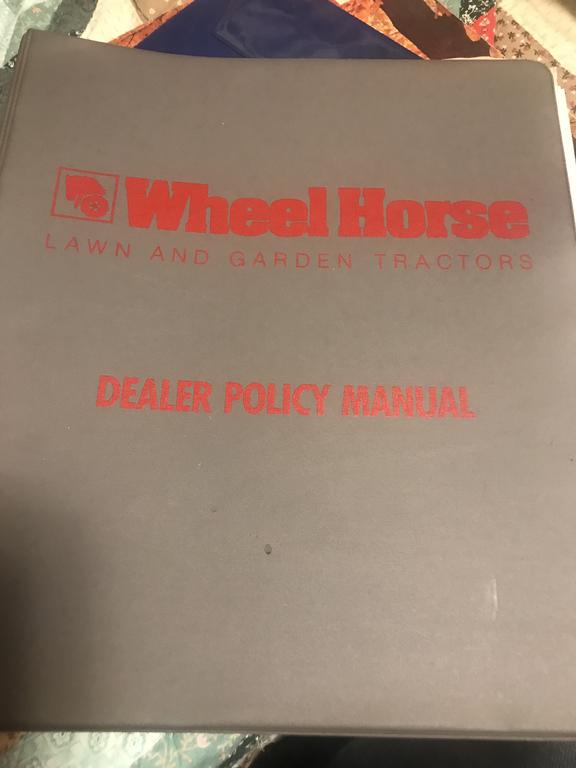 Wheel Horse
LAWN AND GARDEN TRACTORS
DEALER POLICY MANUAL